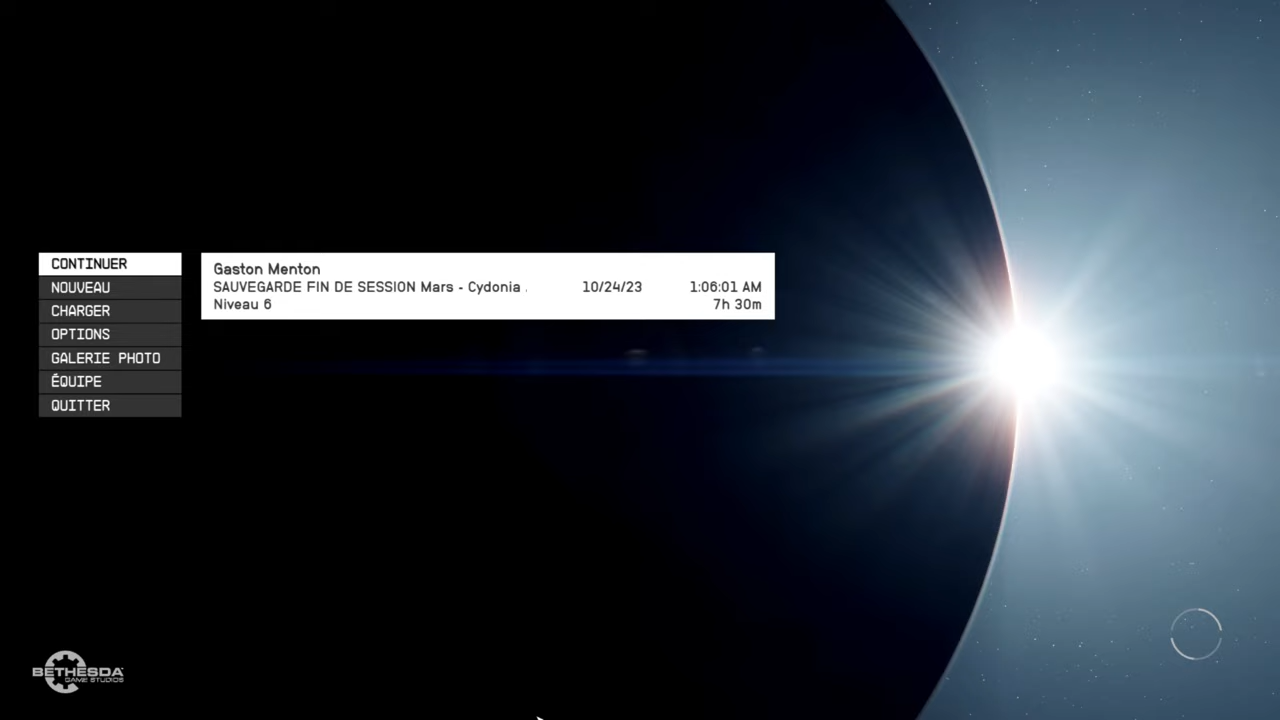 CONTINUER
NOUVEAU
CHARGER
OPTIONS
GALERIE PHOTO
ÉQUIPE
QUITTER
Gaston Menton
SAUVEGARDE FIN DE SESSION Mars - Cydonia . 10/24/23 1:06:01 AM
Niveau 6 7h 30m
BETHESDA
GAME STUDIOS